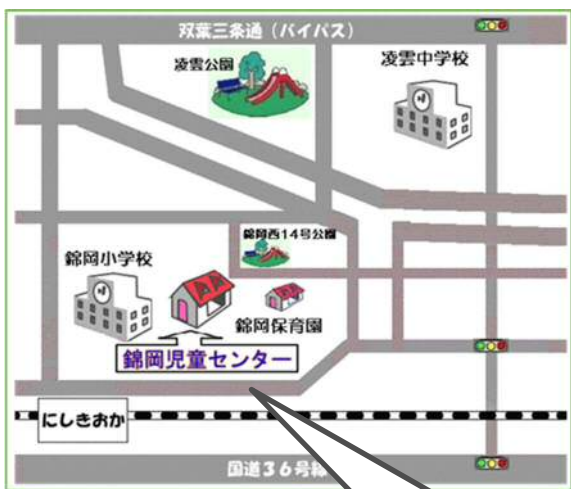 双葉三条通（バイパス）
凌雲公園
凌雲中学校
錦岡西14号公園
錦岡小学校
錦岡保育園
錦岡児童センター
にしきおか
国道36号線